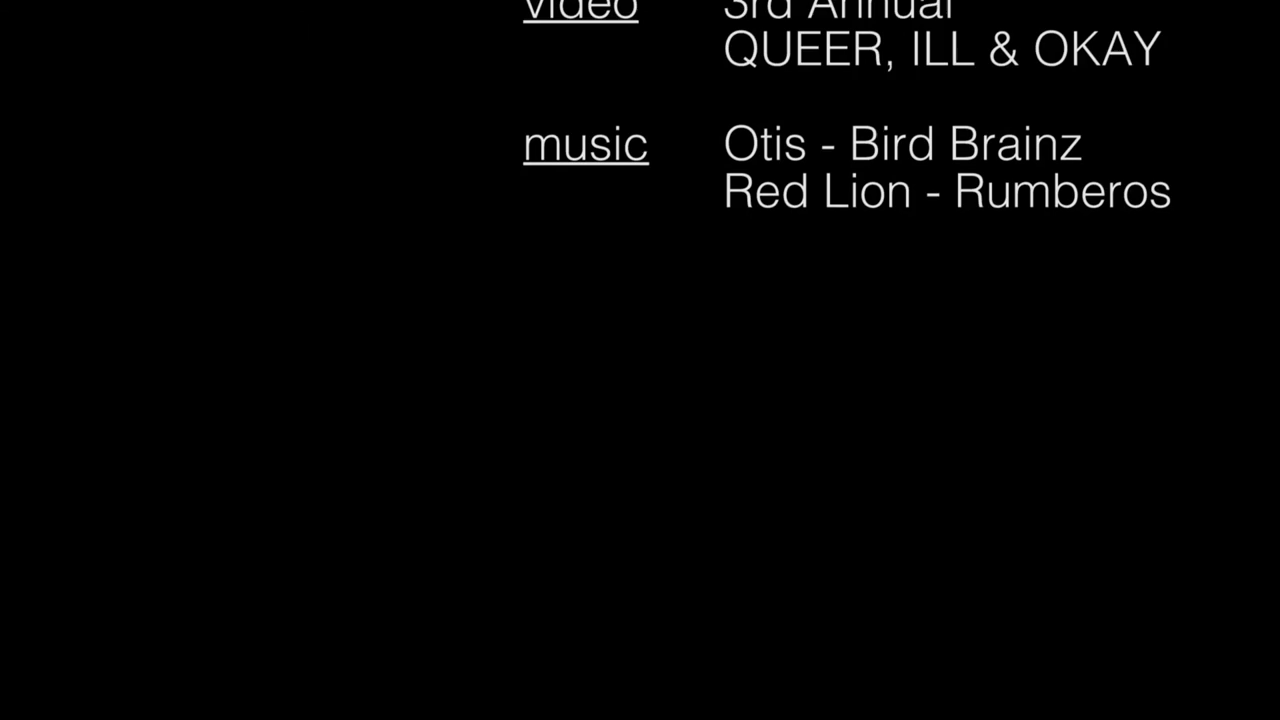 video 3rd Annual
QUEER, ILL & OKAY
music Otis - Bird Brainz
Red Lion - Rumberos